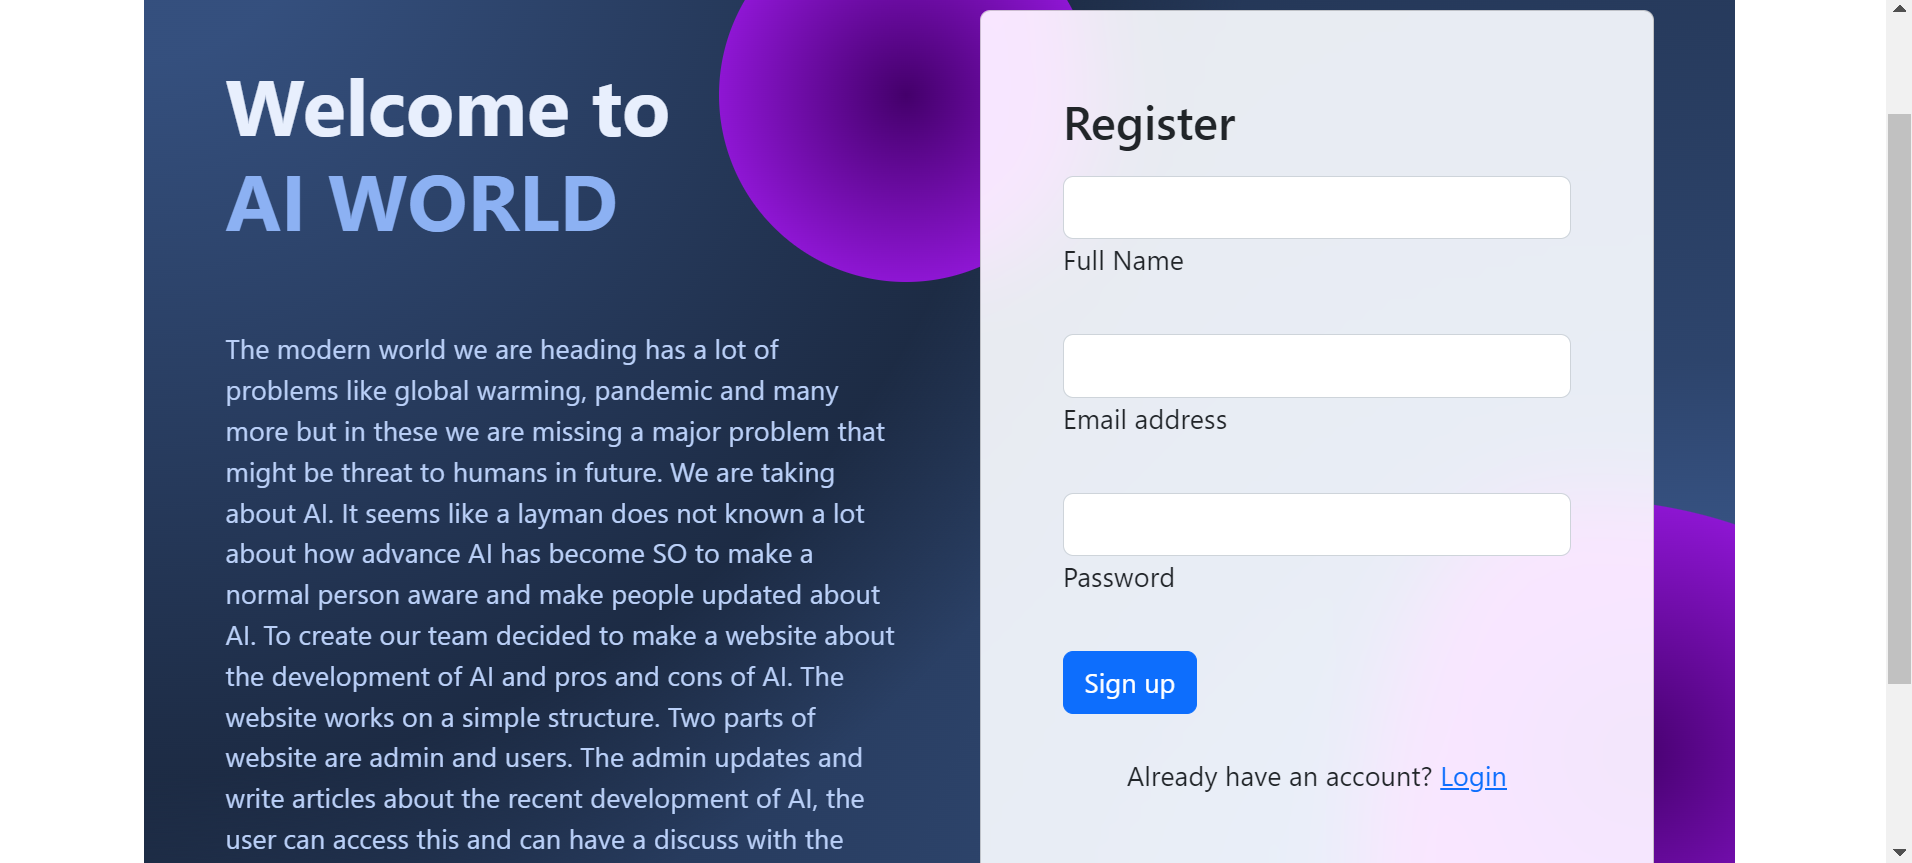 Welcome to
AI WORLD
The modern world we are heading has a lot of
problems like global warming, pandemic and many
more but in these we are missing a major problem that
might be threat to humans in future. We are taking
about AI. It seems like a layman does not known a lot
about how advance AI has become SO to make a
normal person aware and make people updated about
AI. To create our team decided to make a website about
the development of AI and pros and cons of AI. The
website works on a simple structure. Two parts of
website are admin and users. The admin updates and
write articles about the recent development of AI, the
user can access this and can have a discuss with the
Register
Full Name
Email address
Password
Sign up
Already have an account? Login